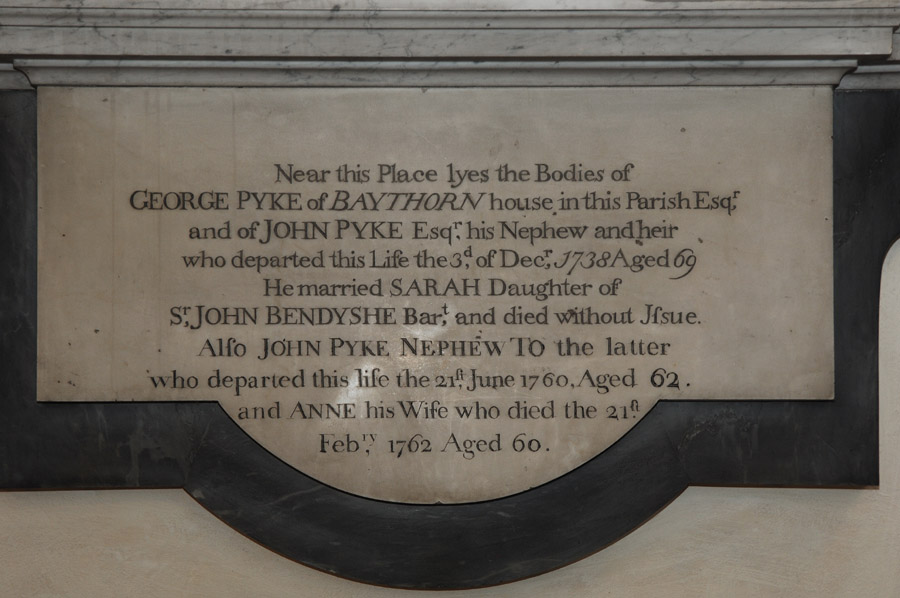 Near this Place lyes the Bodies of
GEORGE PYKE of BAYTHORN house in this Parish Esqr.
and of JOHN PYKE Esqr. his Nephew and heir
who departed this Life the 3d. of Decr. 1738 Aged 69
He married SARAH Daughter of
Sr. JOHN BENDYSHE Bart. and died without Jſsue.
Alſo JOHN PYKE NEPHEW TO the latter
who departed this life the 21ſt. June 1760, Aged 62.
and ANNE his Wife who died the 21ſt
Febry. 1762 Aged 60.